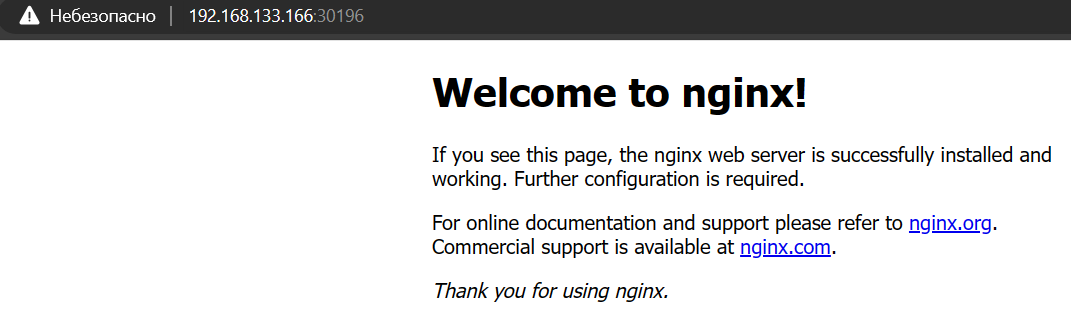 Небезопасно | 192.168.133.166:30196
Welcome to nginx!
If you see this page, the nginx web server is successfully installed and
working. Further configuration is required.
For online documentation and support please refer to nginx.org.
Commercial support is available at nginx.com.
Thank you for using nginx.